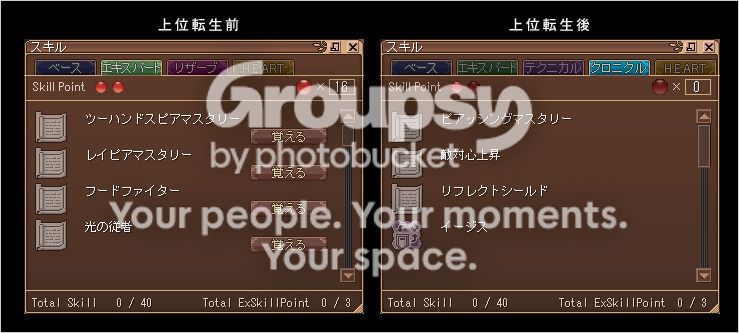 上位転生前
上位転生後
スキル
ベース エキスパート リザーブ H.E.A.R.T
Skill Point × 16
ツーハンドスピアマスタリー
覚える
レイピアマスタリー
覚える
フードファイター
覚える
光の従者
覚える
Total Skill 0 / 40 Total ExSkillPoint 0 / 3
スキル
ベース エキスパート テクニカル クロニクル H.E.A.R.T
Skill Point × 0
ピアッシングマスタリー
敵対心上昇
リフレクトシールド
イージス
Total Skill 0 / 40 Total ExSkillPoint 0 / 3
Groupsy
by photobucket
Your people. Your moments.
Your space.